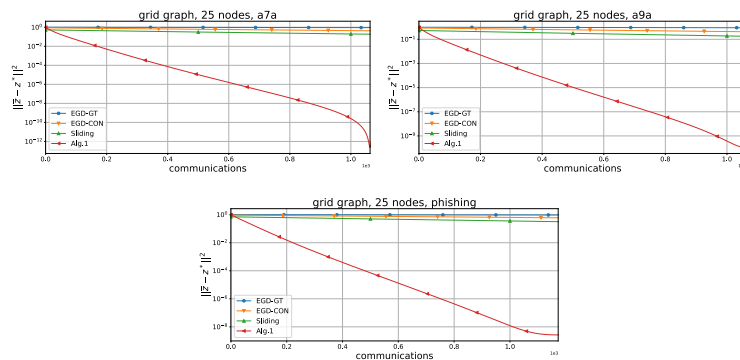 grid graph, 25 nodes, a7a
10^0
10^-2
10^-4
10^-6
10^-8
10^-10
10^-12
||z̄ − z*||²
EGD-GT
EGD-CON
Sliding
Alg.1
0.0 0.2 0.4 0.6 0.8 1.0
1e3
communications
grid graph, 25 nodes, a9a
10^-1
10^-3
10^-5
10^-7
10^-9
||z̄ − z*||²
EGD-GT
EGD-CON
Sliding
Alg.1
0.0 0.2 0.4 0.6 0.8 1.0
communications
grid graph, 25 nodes, phishing
10^0
10^-2
10^-4
10^-6
10^-8
||z̄ − z*||²
EGD-GT
EGD-CON
Sliding
Alg.1
0.0 0.2 0.4 0.6 0.8 1.0
1e3
communications